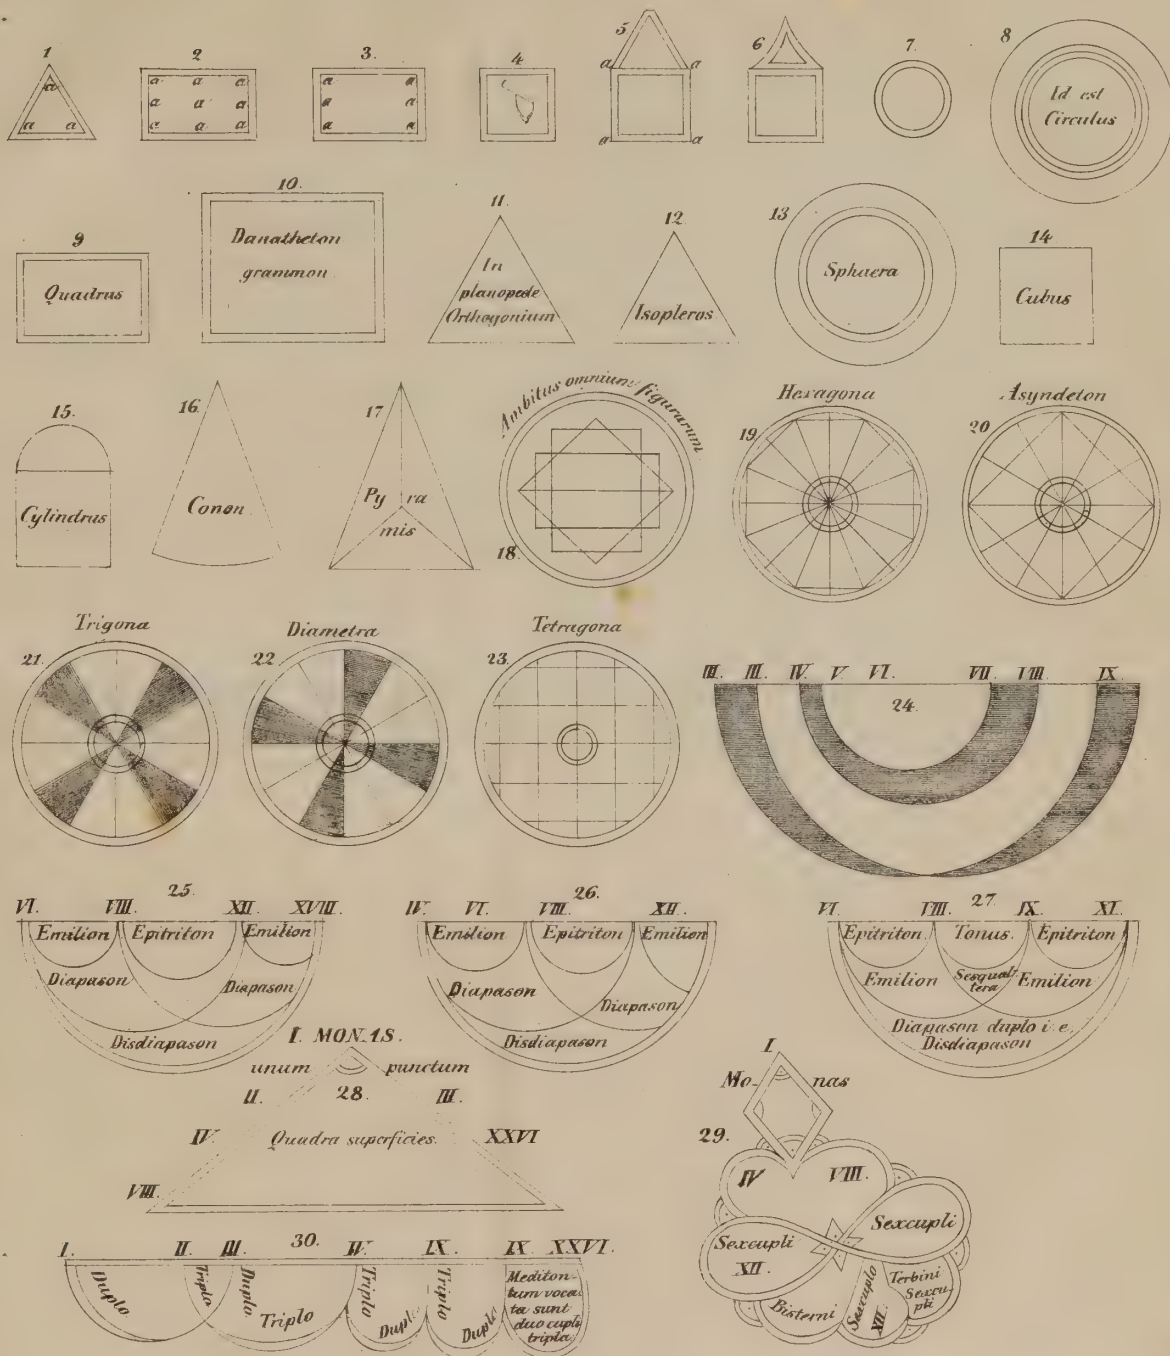 1
2
3.
4
5
6
7.
8
a
a a
a a a
a a a
a a a
a a
a a
a a
a a
a a
Id est
Circulus
9
Quadrus
10.
Danatheton
grammon.
11.
In
planopede
Orthogonium
12.
Isopleros
13
Sphaera
14
Cubus
15.
Cylindrus
16.
Conon
17.
Py ra
mis
Ambitus omnium figurarum
18.
Hexagona
19.
Asyndeton
20
Trigona
21.
Diametra
22.
Tetragona
23.
III. III. IV. V. VI. VII. VIII. IX.
24.
25.
VI. VIII. XII. XVIII.
Emilion Epitriton Emilion
Diapason Diapason
Disdiapason
26.
IV. VI. VIII. XII.
Emilion Epitriton Emilion
Diapason Diapason
Disdiapason
27.
VI. VIII. IX. XI.
Epitriton Tonus. Epitriton
Emilion Sesqual- Emilion
tera
Diapason duplo i. e.
Disdiapason
I. MON.AS.
unum punctum
II. 28. III.
IV. Quadra superficies. XXVI
VIII.
29.
I.
Mo- nas
IV VIII.
Sexcupli
XII.
Sexcupli
Bisterni
Sexcuplo
XII.
Terbini
Sexcu-
pli
30.
I. II. III. IV. IX. IX. XXVI.
Duplo
Triplo
Duplo
Triplo
Triplo
Duplo
Triplo
Duplo
Mediton-
tum voca-
ta sunt
duo cupla
tripla.